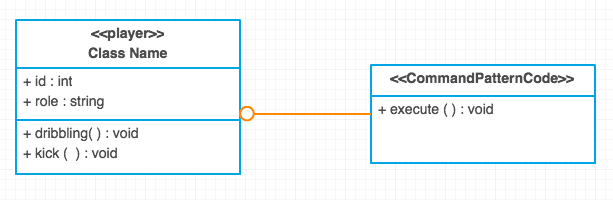 <<player>>
Class Name
+ id : int
+ role : string
+ dribbling( ) : void
+ kick (  ) : void
<<CommandPatternCode>>
+ execute ( ) : void